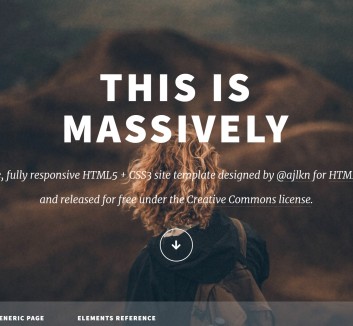 THIS IS
MASSIVELY
, fully responsive HTML5 + CSS3 site template designed by @ajlkn for HTM
and released for free under the Creative Commons license.
ENERIC PAGE ELEMENTS REFERENCE